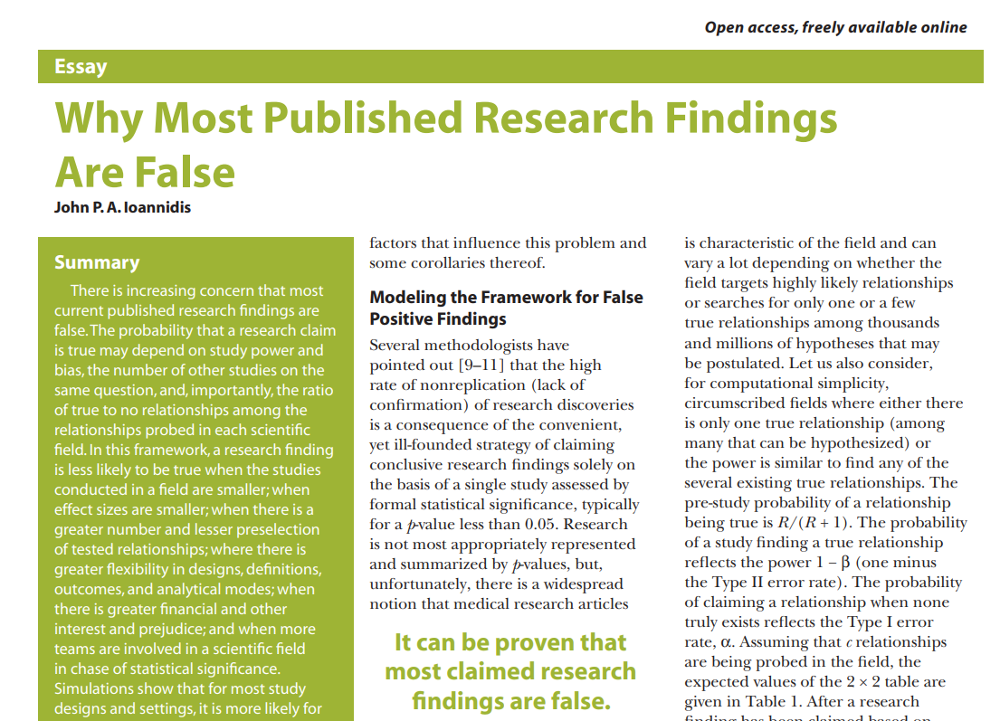 Open access, freely available online
Essay
Why Most Published Research Findings
Are False
John P. A. Ioannidis
Summary
There is increasing concern that most
current published research findings are
false. The probability that a research claim
is true may depend on study power and
bias, the number of other studies on the
same question, and, importantly, the ratio
of true to no relationships among the
relationships probed in each scientific
field. In this framework, a research finding
is less likely to be true when the studies
conducted in a field are smaller; when
effect sizes are smaller; when there is a
greater number and lesser preselection
of tested relationships; where there is
greater flexibility in designs, definitions,
outcomes, and analytical modes; when
there is greater financial and other
interest and prejudice; and when more
teams are involved in a scientific field
in chase of statistical significance.
Simulations show that for most study
designs and settings, it is more likely for
factors that influence this problem and
some corollaries thereof.
Modeling the Framework for False
Positive Findings
Several methodologists have
pointed out [9–11] that the high
rate of nonreplication (lack of
confirmation) of research discoveries
is a consequence of the convenient,
yet ill-founded strategy of claiming
conclusive research findings solely on
the basis of a single study assessed by
formal statistical significance, typically
for a p-value less than 0.05. Research
is not most appropriately represented
and summarized by p-values, but,
unfortunately, there is a widespread
notion that medical research articles
It can be proven that
most claimed research
findings are false.
is characteristic of the field and can
vary a lot depending on whether the
field targets highly likely relationships
or searches for only one or a few
true relationships among thousands
and millions of hypotheses that may
be postulated. Let us also consider,
for computational simplicity,
circumscribed fields where either there
is only one true relationship (among
many that can be hypothesized) or
the power is similar to find any of the
several existing true relationships. The
pre-study probability of a relationship
being true is R/(R + 1). The probability
of a study finding a true relationship
reflects the power 1 − β (one minus
the Type II error rate). The probability
of claiming a relationship when none
truly exists reflects the Type I error
rate, α. Assuming that c relationships
are being probed in the field, the
expected values of the 2 × 2 table are
given in Table 1. After a research
finding has been claimed based on